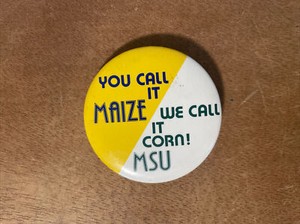 YOU CALL
IT
MAIZE
WE CALL
IT
CORN!
MSU